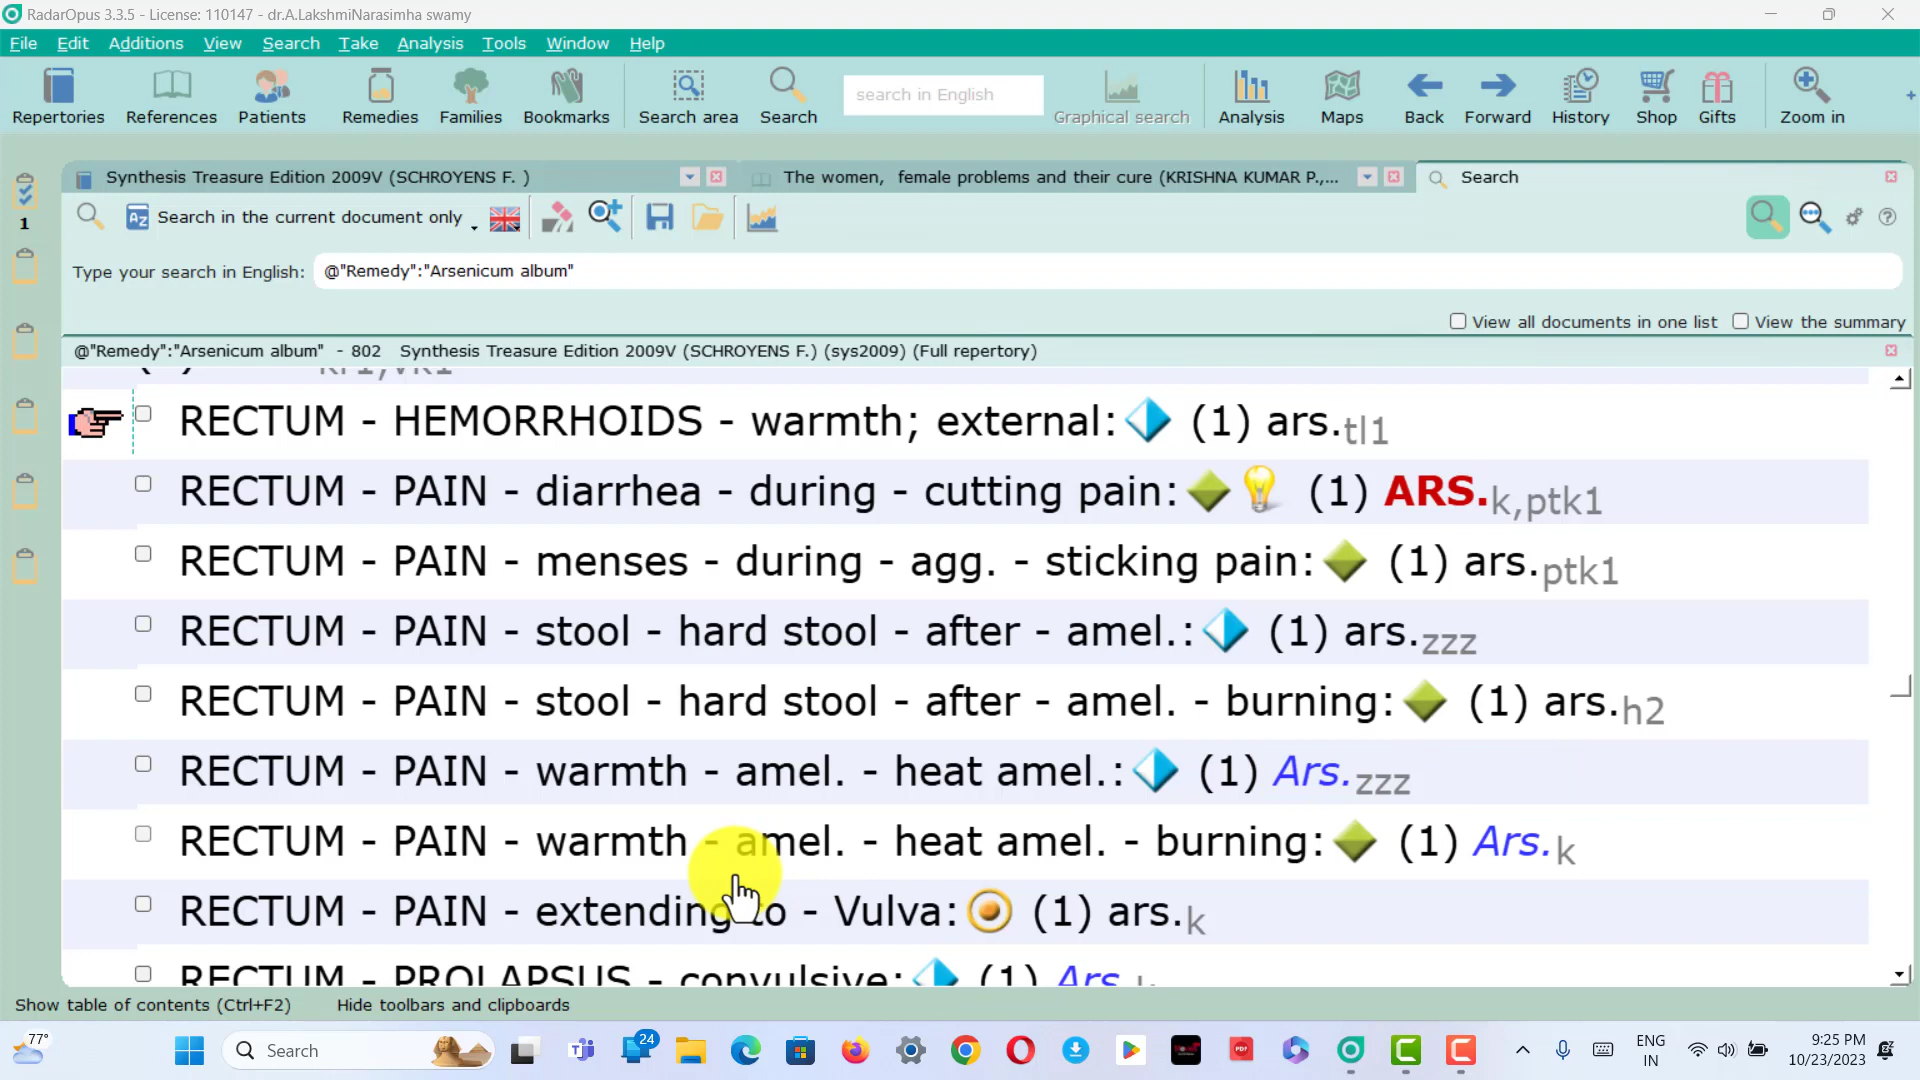 RadarOpus 3.3.5 - License: 110147 - dr.A.LakshmiNarasimha swamy
File Edit Additions View Search Take Analysis Tools Window Help
Repertories References Patients Remedies Families Bookmarks Search area Search search in English Graphical search Analysis Maps Back Forward History Shop Gifts Zoom in
Synthesis Treasure Edition 2009V (SCHROYENS F. ) The women, female problems and their cure (KRISHNA KUMAR P.,... Search
1
Search in the current document only
Type your search in English: @"Remedy":"Arsenicum album"
View all documents in one list View the summary
@"Remedy":"Arsenicum album" - 802 Synthesis Treasure Edition 2009V (SCHROYENS F.) (sys2009) (Full repertory)
RECTUM - HEMORRHOIDS - warmth; external: (1) ars.tl1
RECTUM - PAIN - diarrhea - during - cutting pain: (1) ARS.k,ptk1
RECTUM - PAIN - menses - during - agg. - sticking pain: (1) ars.ptk1
RECTUM - PAIN - stool - hard stool - after - amel.: (1) ars.zzz
RECTUM - PAIN - stool - hard stool - after - amel. - burning: (1) ars.h2
RECTUM - PAIN - warmth - amel. - heat amel.: (1) Ars.zzz
RECTUM - PAIN - warmth - amel. - heat amel. - burning: (1) Ars.k
RECTUM - PAIN - extending to - Vulva: (1) ars.k
RECTUM - PROLAPSUS - convulsive: (1) Ars.
Show table of contents (Ctrl+F2) Hide toolbars and clipboards
77° Search 24 ENG IN 9:25 PM 10/23/2023